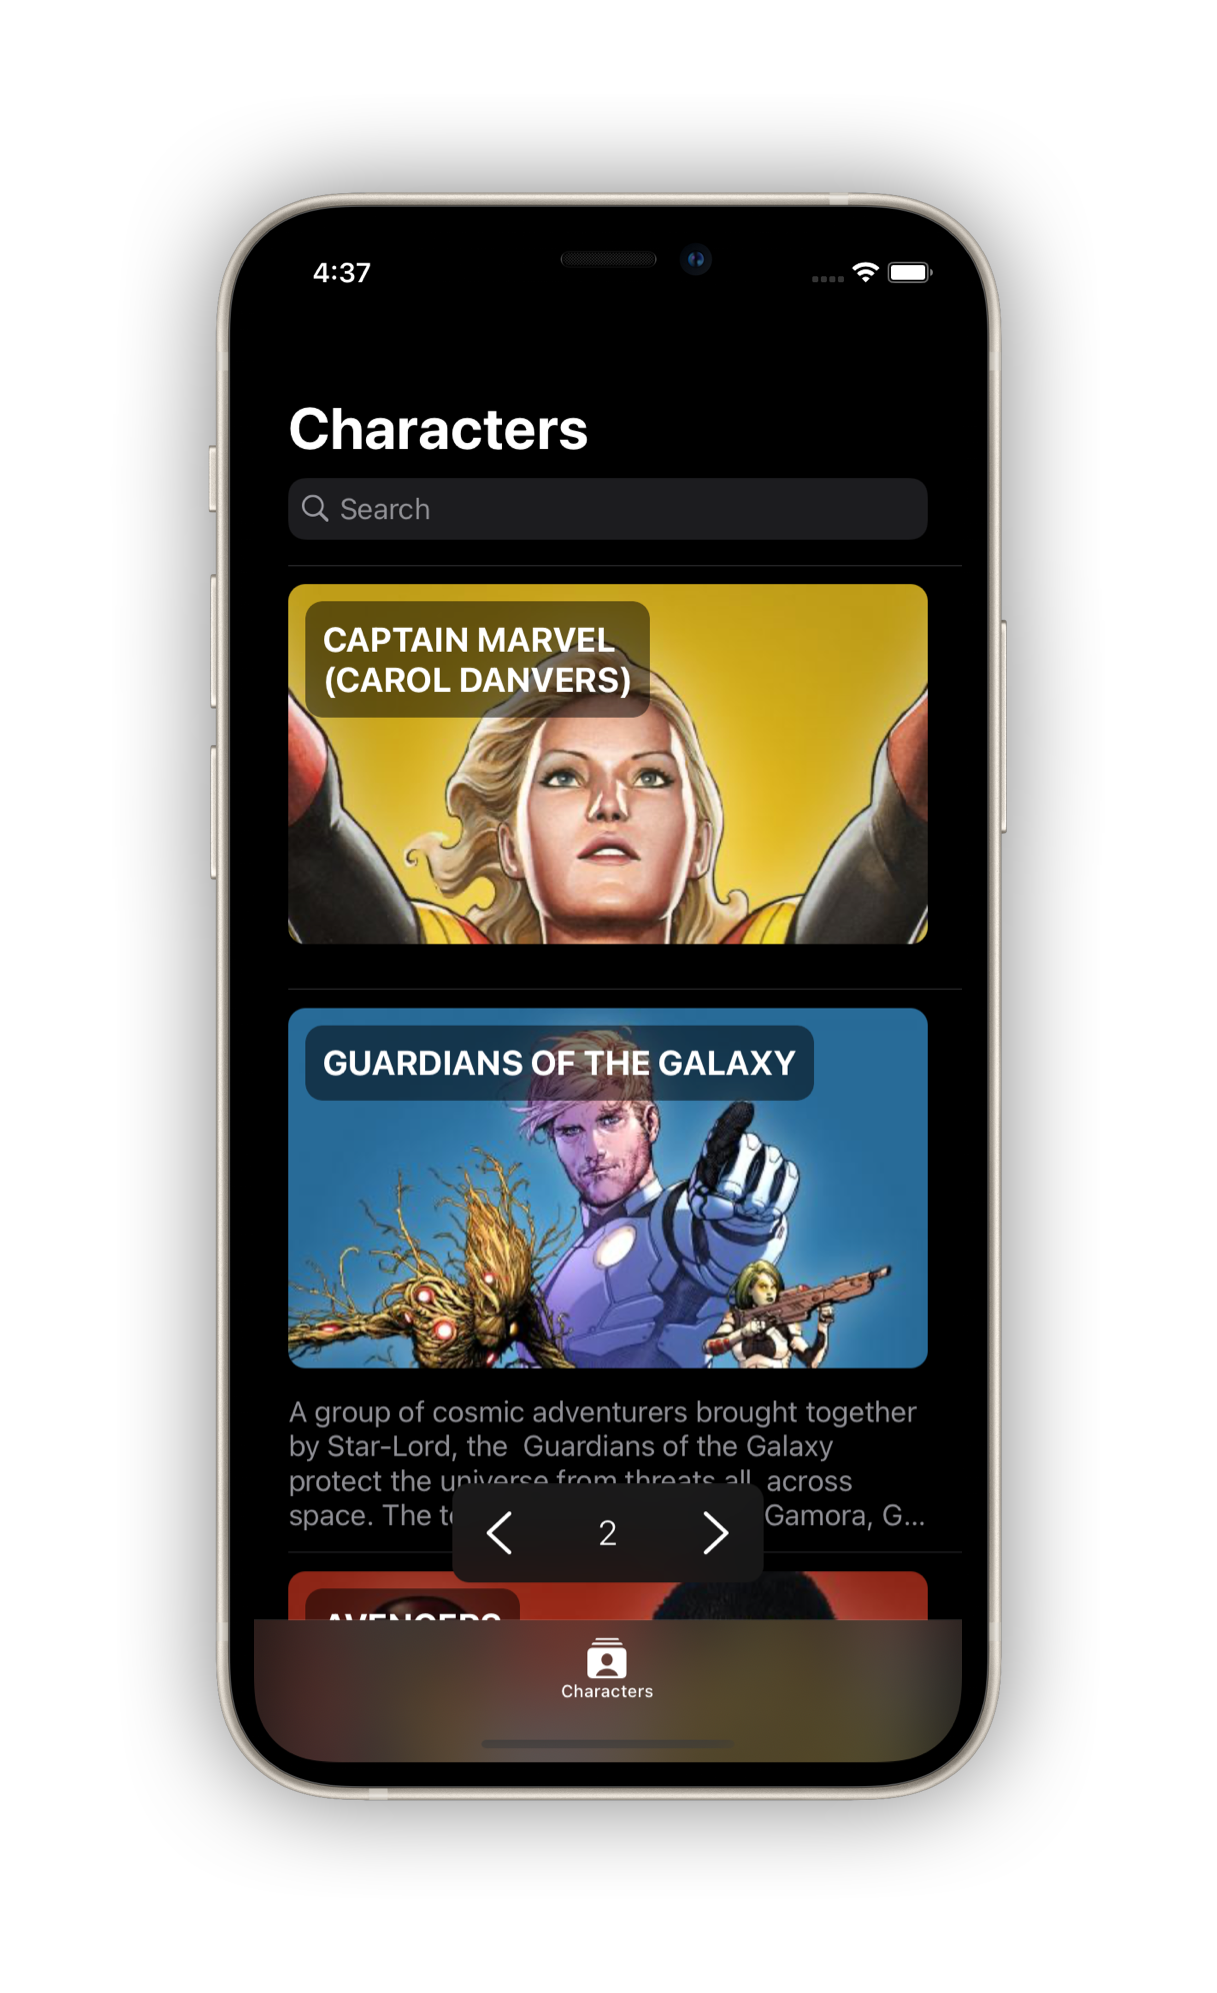 4:37
Characters
Search
CAPTAIN MARVEL
(CAROL DANVERS)
GUARDIANS OF THE GALAXY
A group of cosmic adventurers brought together
by Star-Lord, the  Guardians of the Galaxy
protect the universe from threats all  across
space. The Gamora, G...
2
AVENGERS
Characters